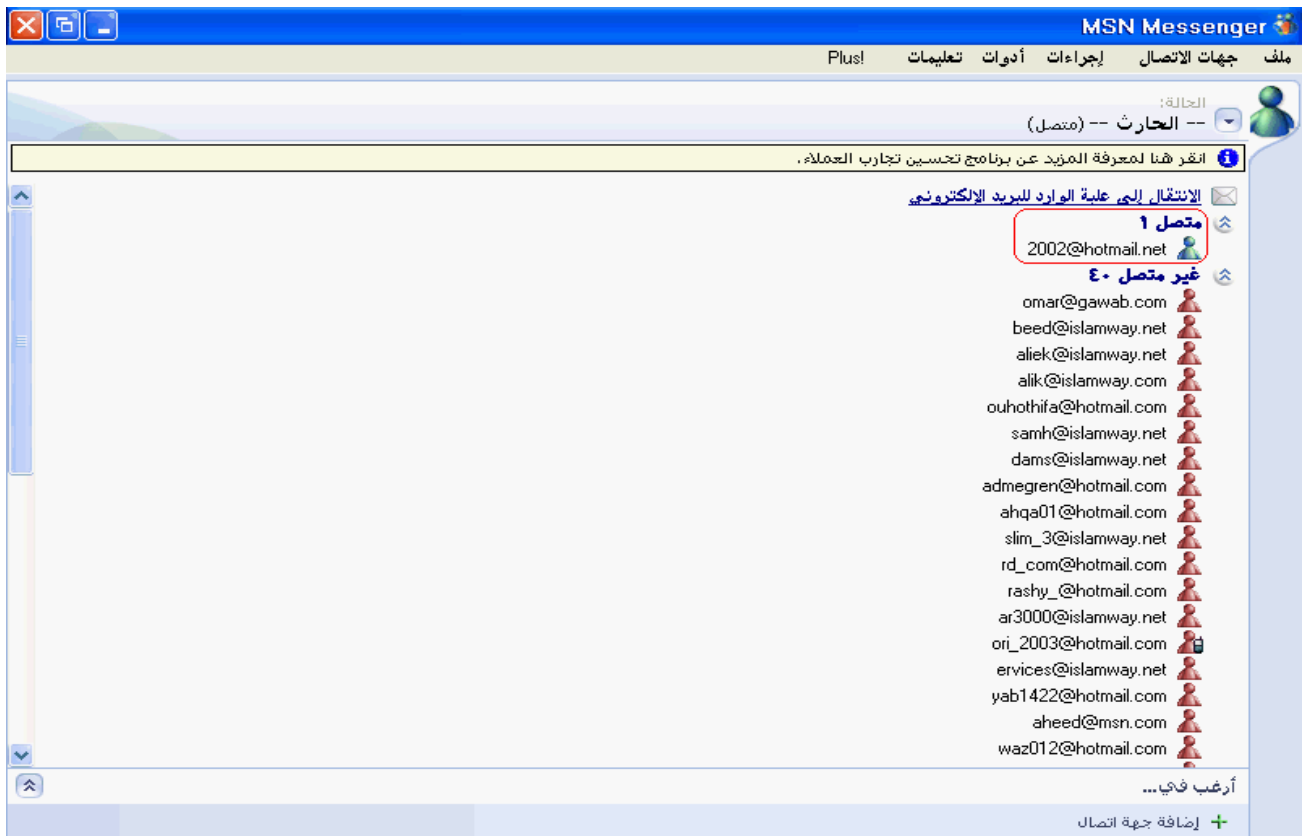 MSN Messenger
ملف جهات الاتصال إجراءات أدوات تعليمات Plus!
الحالة:
-- الحارث -- (متصل)
انقر هنا لمعرفة المزيد عن برنامج تحسين تجارب العملاء.
الانتقال إلى علبة الوارد للبريد الإلكتروني
متصل ١
2002@hotmail.net
غير متصل ٤٠
omar@gawab.com
beed@islamway.net
aliek@islamway.net
alik@islamway.com
ouhothifa@hotmail.com
samh@islamway.net
dams@islamway.net
admegren@hotmail.com
ahqa01@hotmail.com
slim_3@islamway.net
rd_com@hotmail.com
rashy_@hotmail.com
ar3000@islamway.net
ori_2003@hotmail.com
ervices@islamway.net
yab1422@hotmail.com
aheed@msn.com
waz012@hotmail.com
أرغب في...
إضافة جهة اتصال